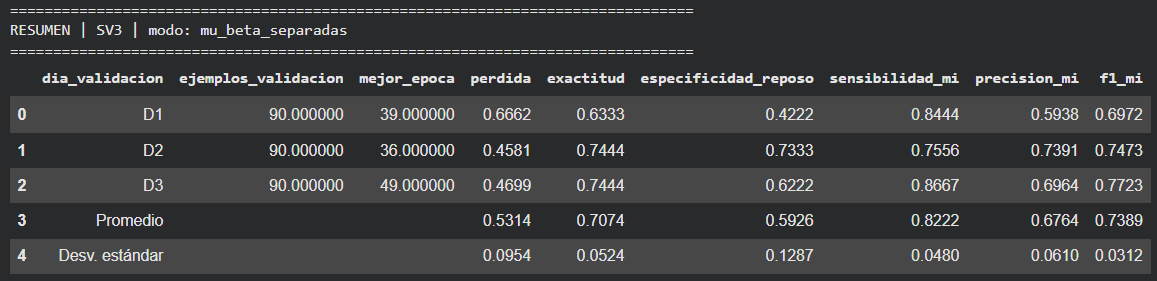 ================================================================================
RESUMEN | SV3 | modo: mu_beta_separadas
================================================================================
dia_validacion ejemplos_validacion mejor_epoca perdida exactitud especificidad_reposo sensibilidad_mi precision_mi f1_mi
0 D1 90.000000 39.000000 0.6662 0.6333 0.4222 0.8444 0.5938 0.6972
1 D2 90.000000 36.000000 0.4581 0.7444 0.7333 0.7556 0.7391 0.7473
2 D3 90.000000 49.000000 0.4699 0.7444 0.6222 0.8667 0.6964 0.7723
3 Promedio 0.5314 0.7074 0.5926 0.8222 0.6764 0.7389
4 Desv. estándar 0.0954 0.0524 0.1287 0.0480 0.0610 0.0312